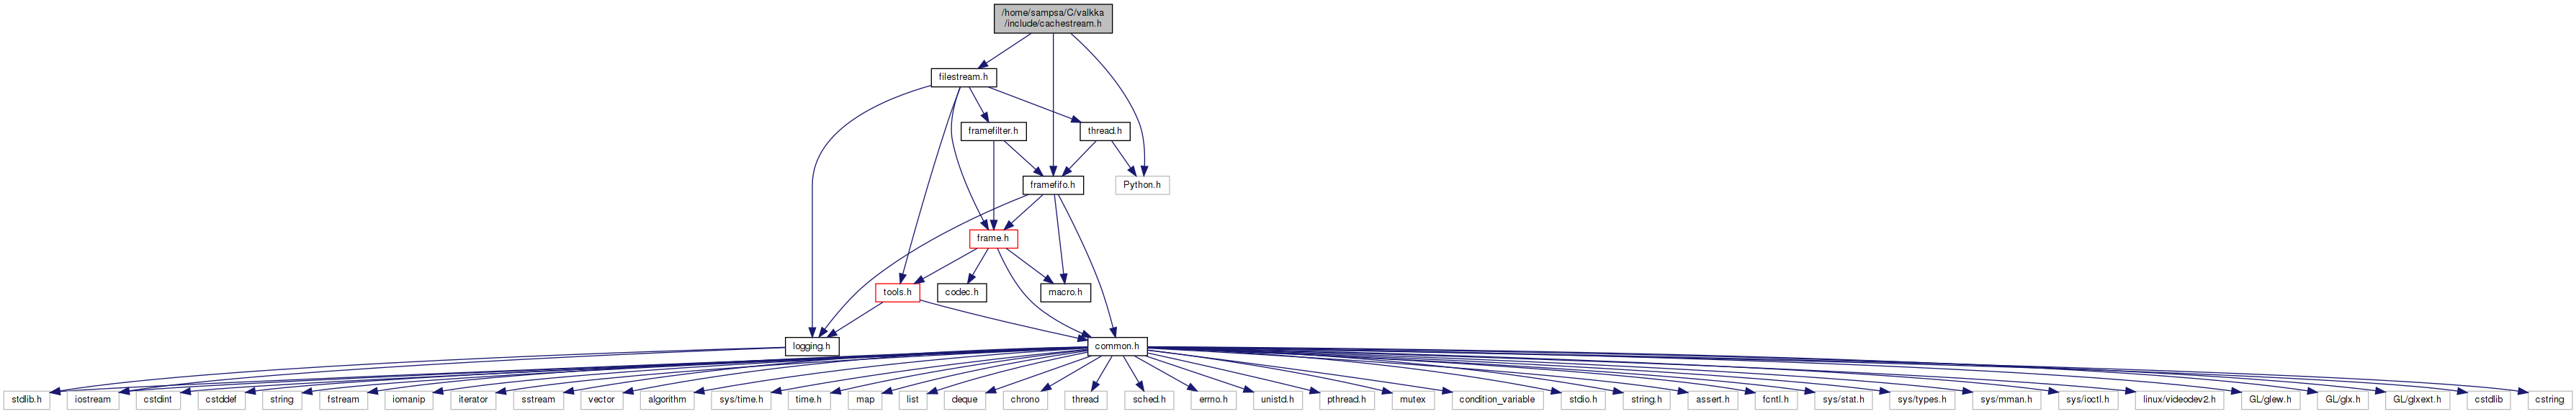 /home/sampsa/C/valkka
/include/cachestream.h
filestream.h
framefilter.h
thread.h
framefifo.h
Python.h
frame.h
tools.h
codec.h
macro.h
logging.h
common.h
stdlib.h
iostream
cstdint
cstddef
string
fstream
iomanip
iterator
sstream
vector
algorithm
sys/time.h
time.h
map
list
deque
chrono
thread
sched.h
errno.h
unistd.h
pthread.h
mutex
condition_variable
stdio.h
string.h
assert.h
fcntl.h
sys/stat.h
sys/types.h
sys/mman.h
sys/ioctl.h
linux/videodev2.h
GL/glew.h
GL/glx.h
GL/glxext.h
cstdlib
cstring